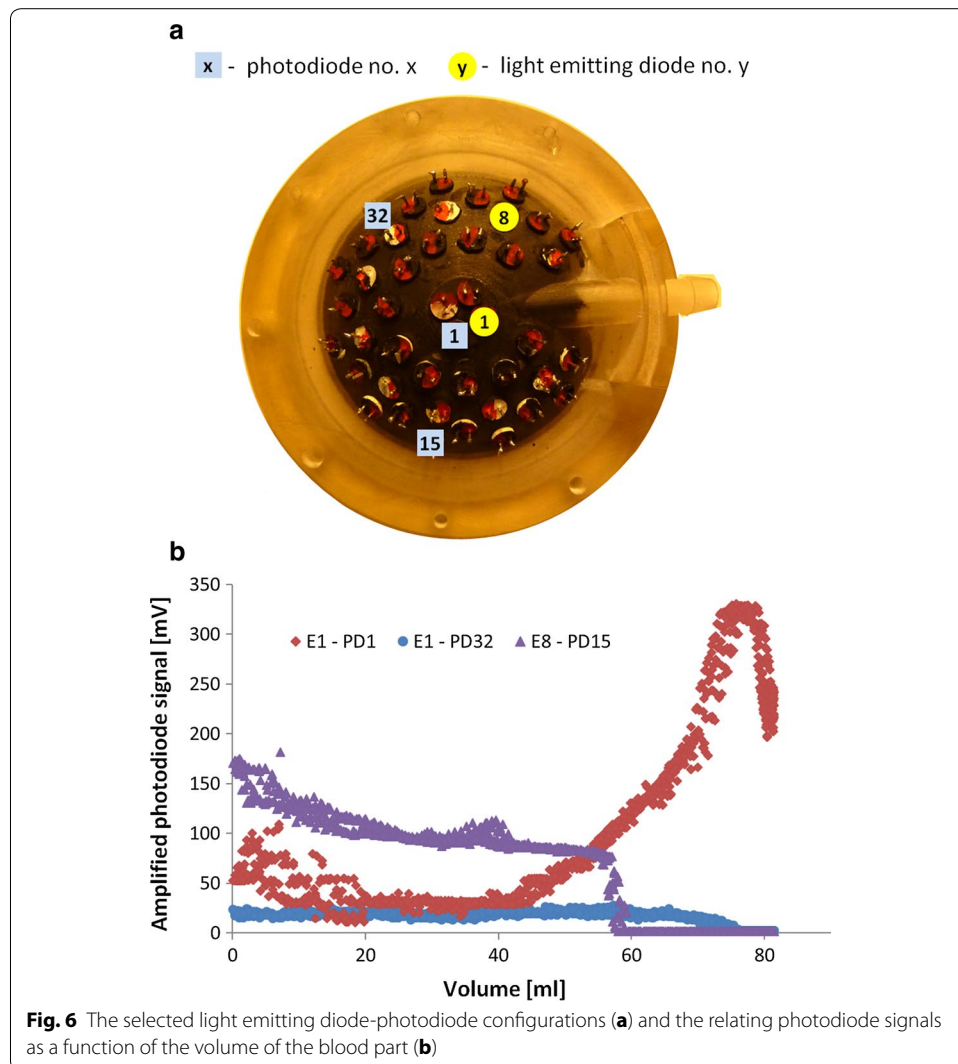 a
x - photodiode no. x y - light emitting diode no. y
32
8
1
1
15
b
350
300
250
200
150
100
50
0
Amplified photodiode signal [mV]
E1 - PD1 E1 - PD32 E8 - PD15
0 20 40 60 80
Volume [ml]
Fig. 6 The selected light emitting diode-photodiode configurations (a) and the relating photodiode signals
as a function of the volume of the blood part (b)